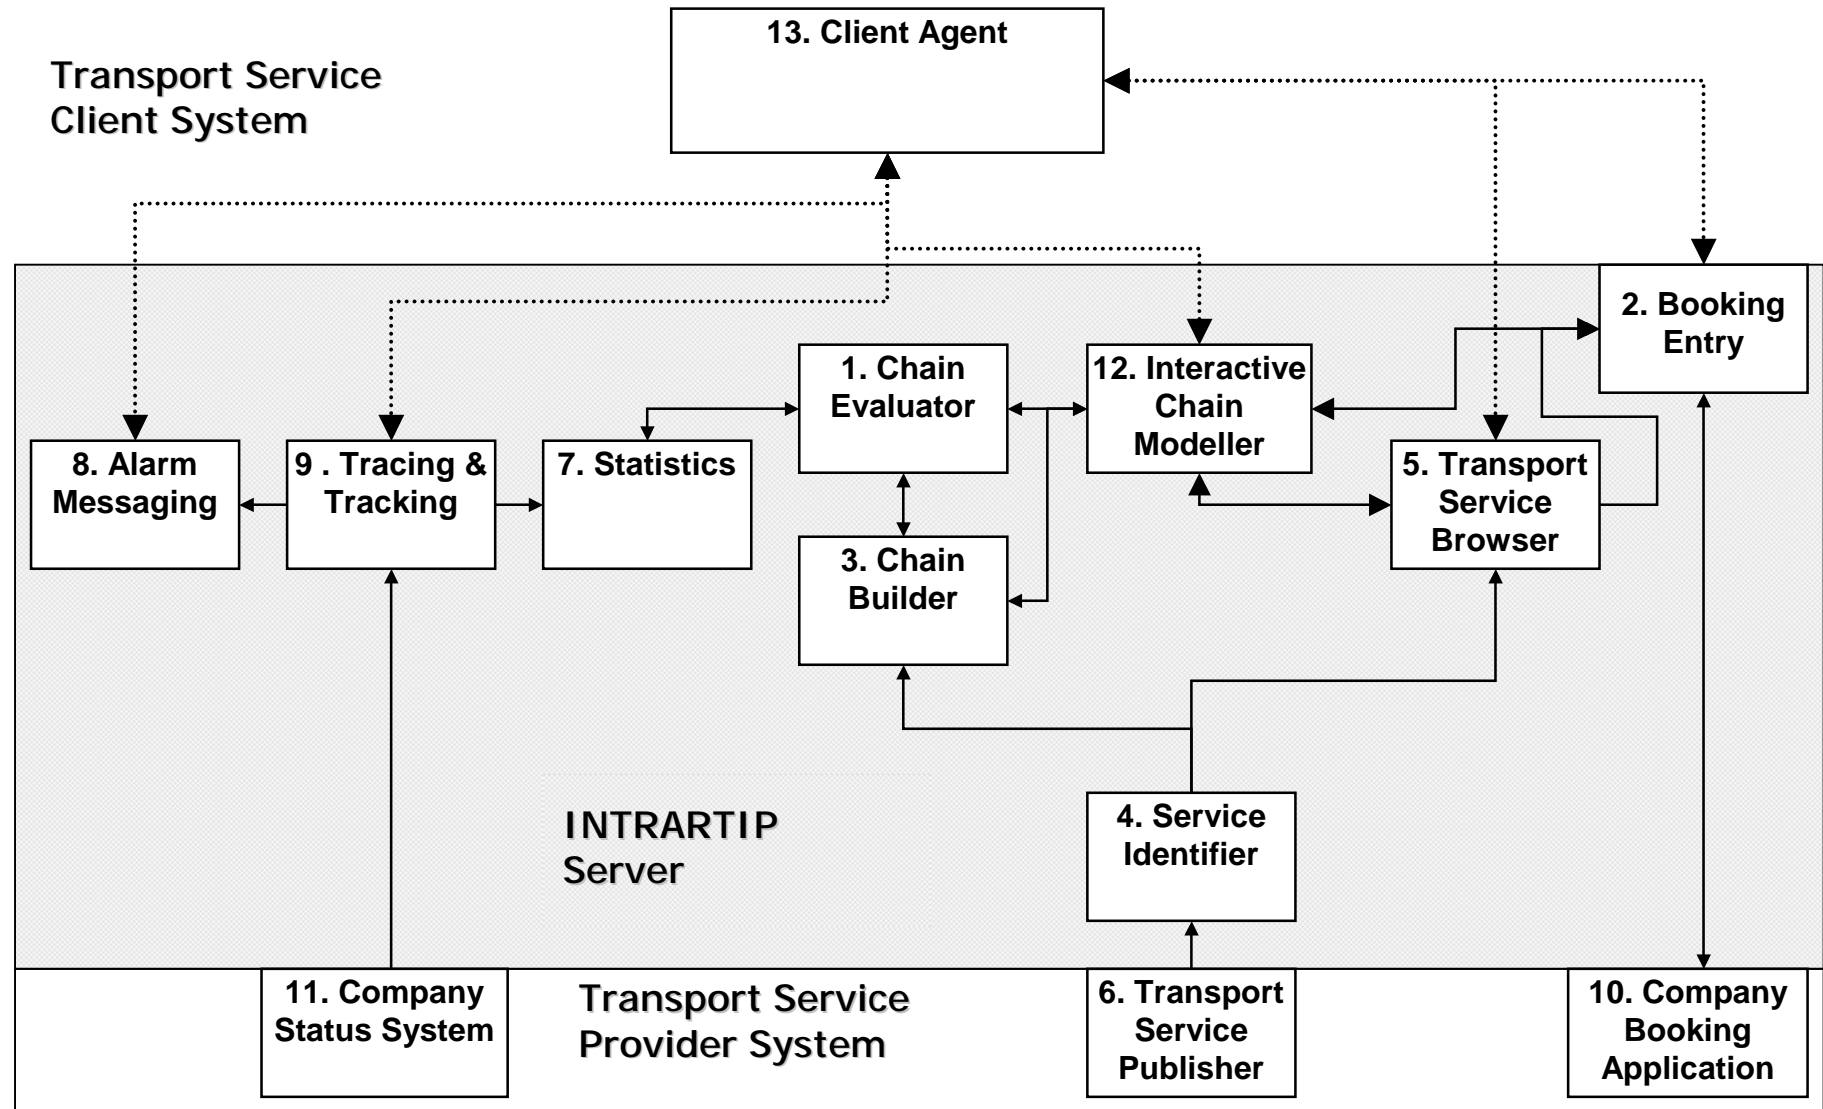 13. Client Agent
Transport Service
Client System
2. Booking
Entry
1. Chain
Evaluator
12. Interactive
Chain
Modeller
8. Alarm
Messaging
9 . Tracing &
Tracking
7. Statistics
5. Transport
Service
Browser
3. Chain
Builder
INTRARTIP
Server
4. Service
Identifier
11. Company
Status System
Transport Service
Provider System
6. Transport
Service
Publisher
10. Company
Booking
Application